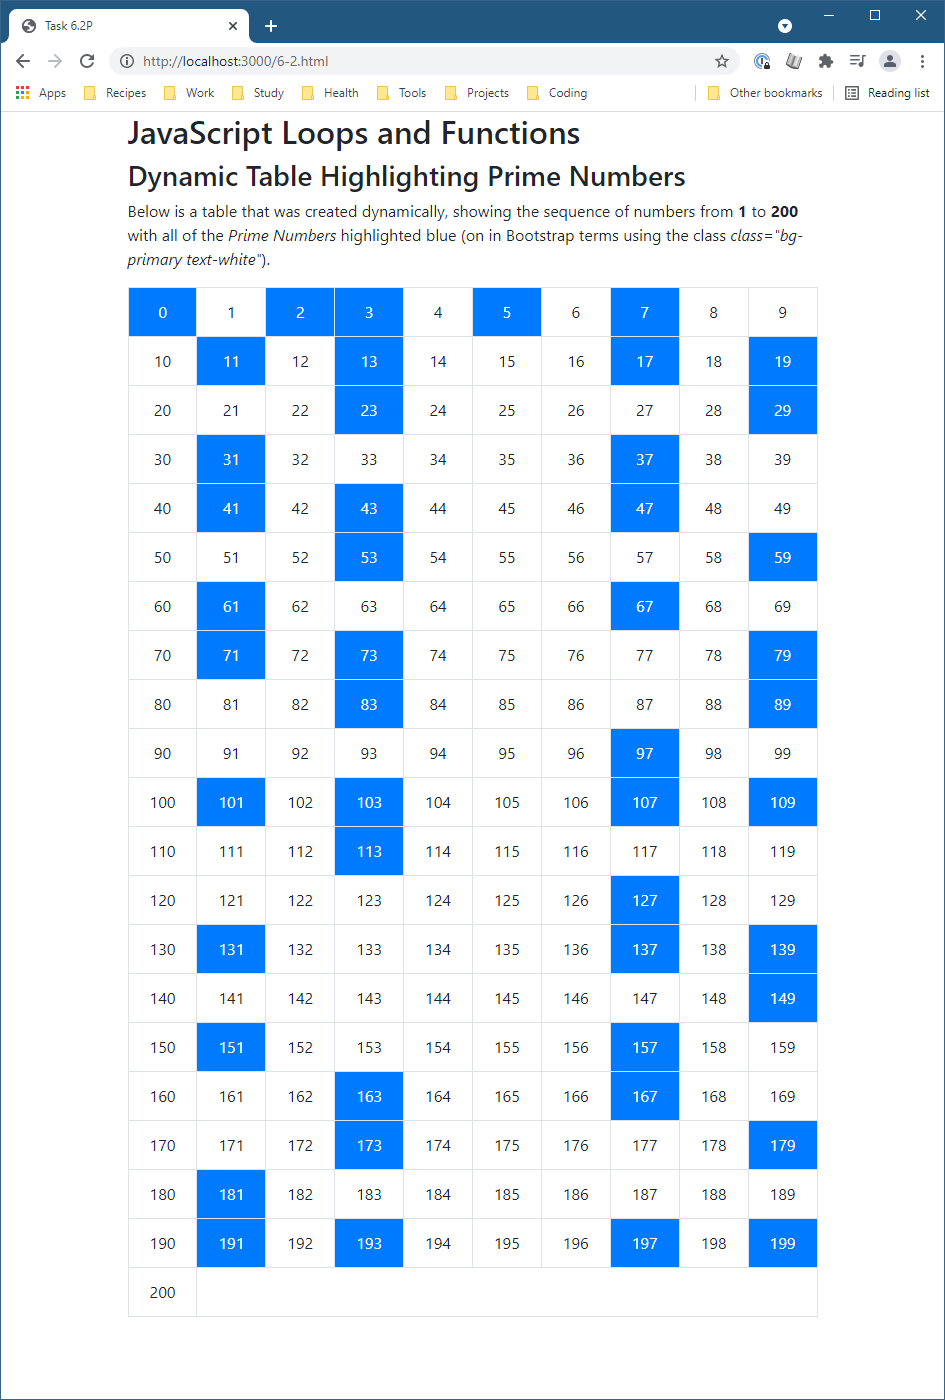 Task 6.2P
http://localhost:3000/6-2.html
Apps Recipes Work Study Health Tools Projects Coding Other bookmarks Reading list
JavaScript Loops and Functions
Dynamic Table Highlighting Prime Numbers
Below is a table that was created dynamically, showing the sequence of numbers from 1 to 200
with all of the Prime Numbers highlighted blue (on in Bootstrap terms using the class class="bg-
primary text-white").
0 1 2 3 4 5 6 7 8 9
10 11 12 13 14 15 16 17 18 19
20 21 22 23 24 25 26 27 28 29
30 31 32 33 34 35 36 37 38 39
40 41 42 43 44 45 46 47 48 49
50 51 52 53 54 55 56 57 58 59
60 61 62 63 64 65 66 67 68 69
70 71 72 73 74 75 76 77 78 79
80 81 82 83 84 85 86 87 88 89
90 91 92 93 94 95 96 97 98 99
100 101 102 103 104 105 106 107 108 109
110 111 112 113 114 115 116 117 118 119
120 121 122 123 124 125 126 127 128 129
130 131 132 133 134 135 136 137 138 139
140 141 142 143 144 145 146 147 148 149
150 151 152 153 154 155 156 157 158 159
160 161 162 163 164 165 166 167 168 169
170 171 172 173 174 175 176 177 178 179
180 181 182 183 184 185 186 187 188 189
190 191 192 193 194 195 196 197 198 199
200